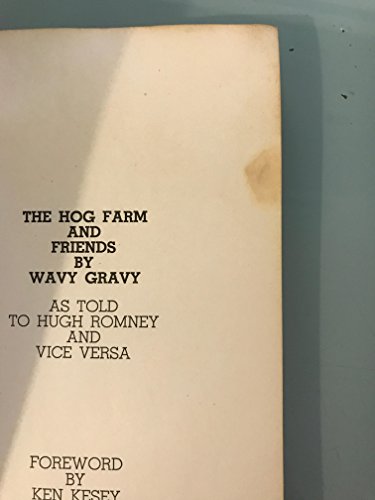 THE HOG FARM
AND
FRIENDS
BY
WAVY GRAVY
AS TOLD
TO HUGH ROMNEY
AND
VICE VERSA
FOREWORD
BY
KEN KESEY